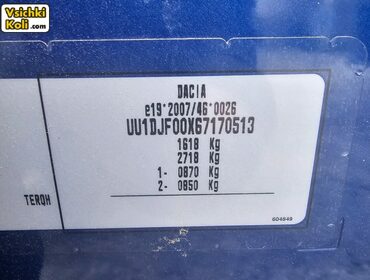 Vsichki
Koli .com
DACIA
e19*2007/46*0026
UU1DJF00X67170513
1618 Kg
2718 Kg
1- 0870 Kg
2- 0850 Kg
TERQH
604949